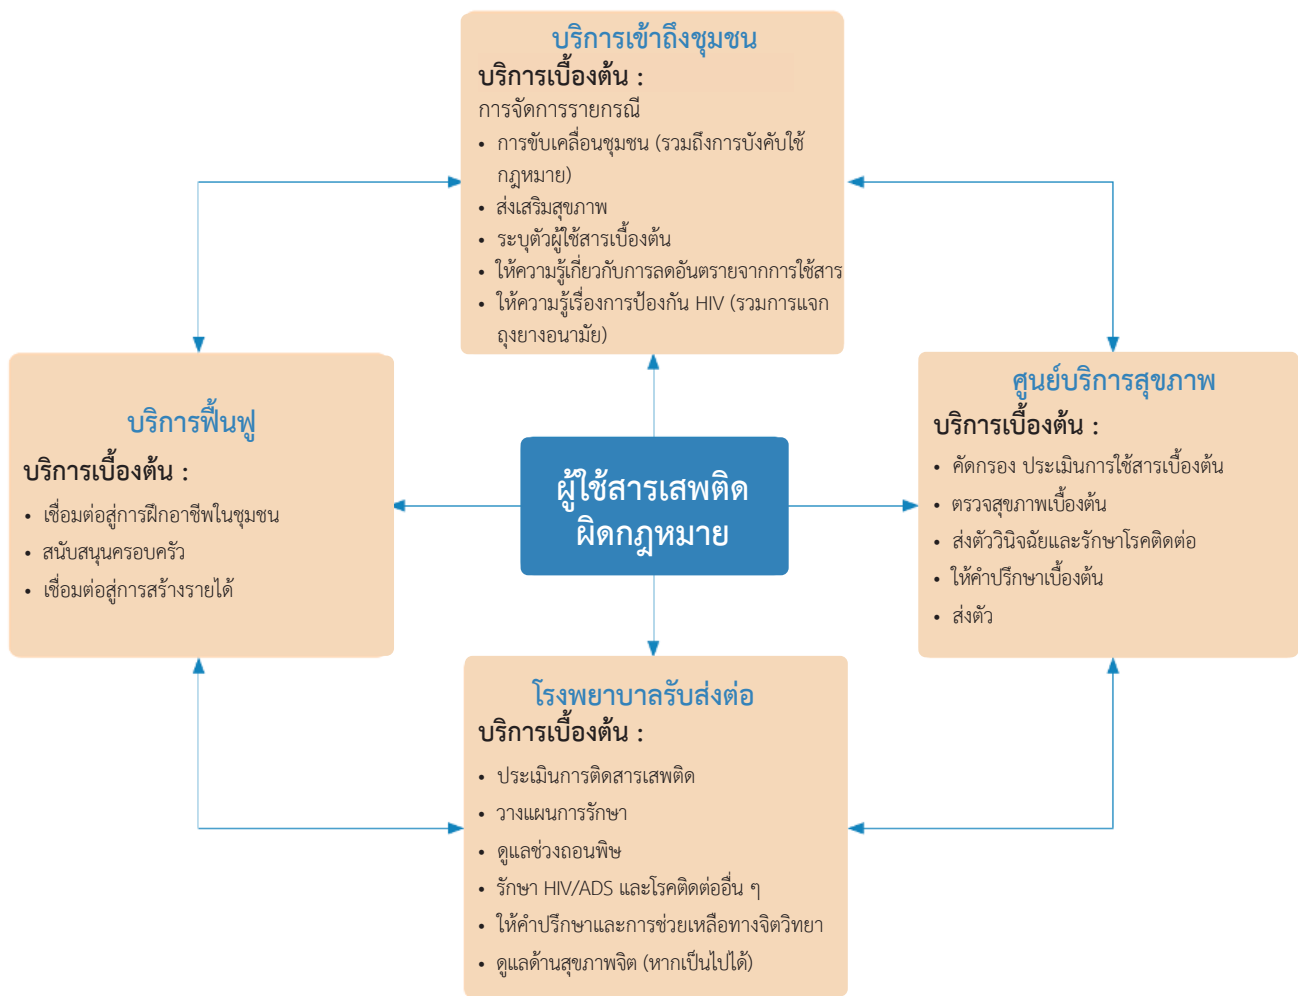 บริการเข้าถึงชุมชน
บริการเบื้องต้น :
การจัดการรายกรณี
• การขับเคลื่อนชุมชน (รวมถึงการบังคับใช้
กฎหมาย)
• ส่งเสริมสุขภาพ
• ระบุตัวผู้ใช้สารเบื้องต้น
• ให้ความรู้เกี่ยวกับการลดอันตรายจากการใช้สาร
• ให้ความรู้เรื่องการป้องกัน HIV (รวมการแจก
ถุงยางอนามัย)
บริการฟื้นฟู
บริการเบื้องต้น :
• เชื่อมต่อสู่การฝึกอาชีพในชุมชน
• สนับสนุนครอบครัว
• เชื่อมต่อสู่การสร้างรายได้
ผู้ใช้สารเสพติด
ผิดกฎหมาย
ศูนย์บริการสุขภาพ
บริการเบื้องต้น :
• คัดกรอง ประเมินการใช้สารเบื้องต้น
• ตรวจสุขภาพเบื้องต้น
• ส่งตัววินิจฉัยและรักษาโรคติดต่อ
• ให้คำปรึกษาเบื้องต้น
• ส่งตัว
โรงพยาบาลรับส่งต่อ
บริการเบื้องต้น :
• ประเมินการติดสารเสพติด
• วางแผนการรักษา
• ดูแลช่วงถอนพิษ
• รักษา HIV/ADS และโรคติดต่ออื่น ๆ
• ให้คำปรึกษาและการช่วยเหลือทางจิตวิทยา
• ดูแลด้านสุขภาพจิต (หากเป็นไปได้)